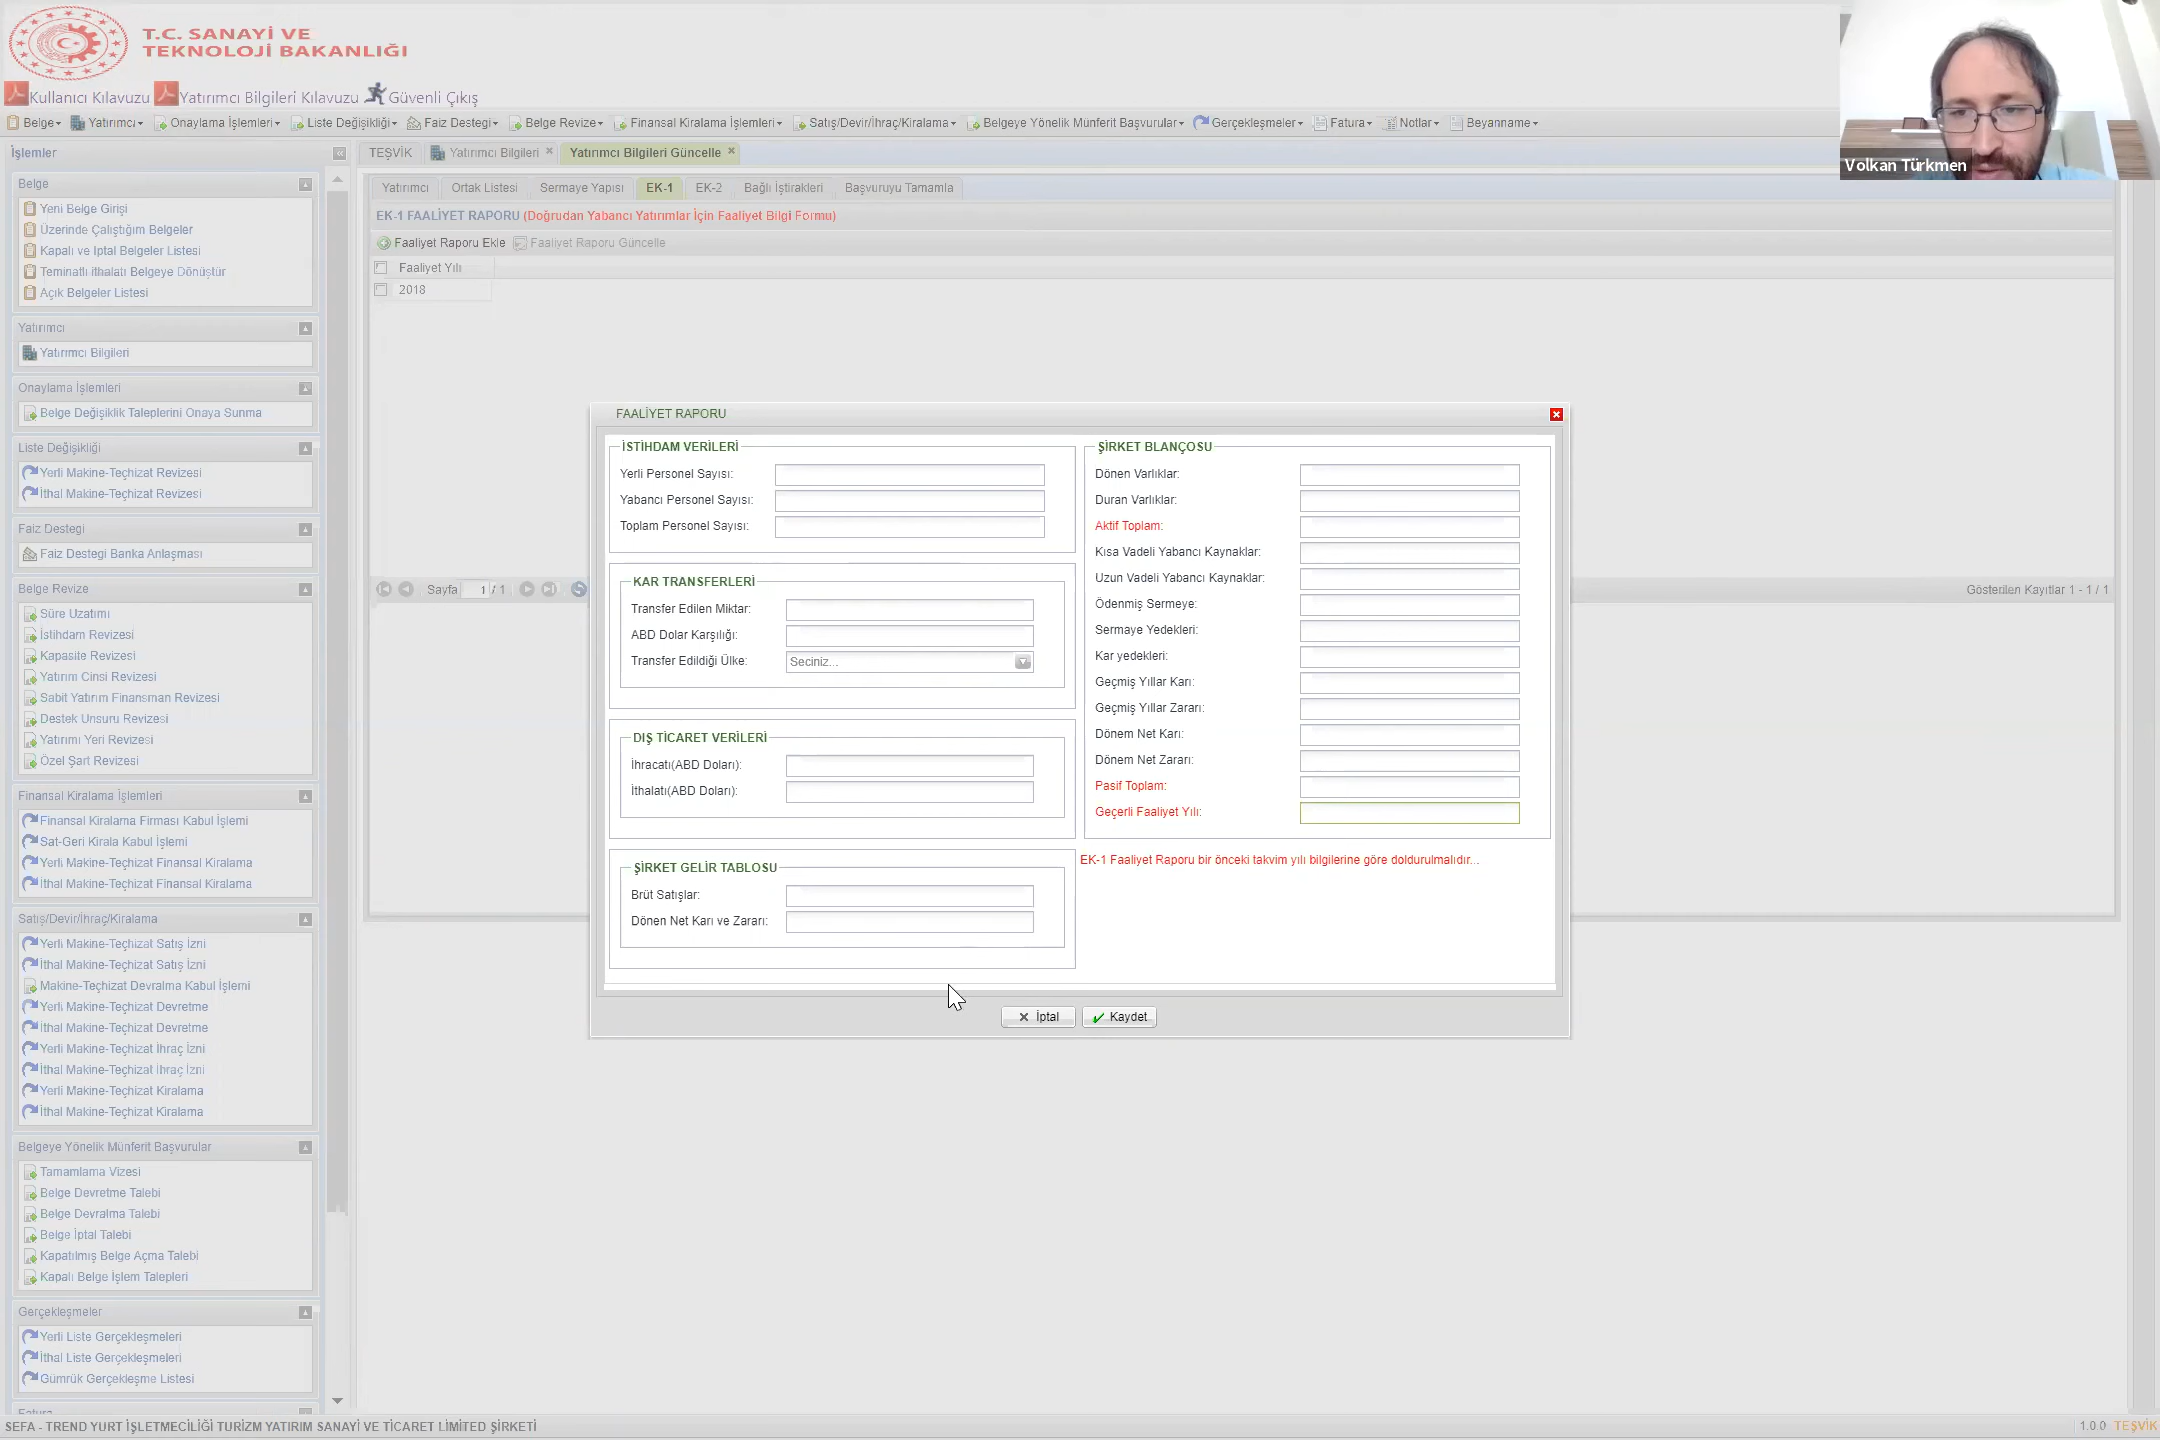 T.C. SANAYİ VE
TEKNOLOJİ BAKANLIĞI
Kullanıcı Kılavuzu Yatırımcı Bilgileri Kılavuzu Güvenli Çıkış
Belge Yatırımcı Onaylama İşlemleri Liste Değişikliği Faiz Destegi Belge Revize Finansal Kiralama İşlemleri Satış/Devir/İhraç/Kiralama Belgeye Yönelik Münferit Başvurular Gerçekleşmeler Fatura Notlar Beyanname
Volkan Türkmen
İşlemler
TEŞVİK Yatırımcı Bilgileri Yatırımcı Bilgileri Güncelle
Belge
Yeni Belge Girişi
Üzerinde Çalıştığım Belgeler
Kapalı ve Iptal Belgeler Listesi
Teminatlı ithalatı Belgeye Dönüştür
Açık Belgeler Listesi
Yatırımcı
Yatırımcı Bilgileri
Onaylama İşlemleri
Belge Değişiklik Taleplerini Onaya Sunma
Liste Değişikliği
Yerli Makine-Teçhizat Revizesi
İthal Makine-Teçhizat Revizesi
Faiz Destegi
Faiz Destegi Banka Anlaşması
Belge Revize
Süre Uzatımı
İstihdam Revizesi
Kapasite Revizesi
Yatırım Cinsi Revizesi
Sabit Yatırım Finansman Revizesi
Destek Unsuru Revizesi
Yatırımı Yeri Revizesi
Özel Şart Revizesi
Finansal Kiralama İşlemleri
Finansal Kiralama Firması Kabul İşlemi
Sat-Geri Kirala Kabul İşlemi
Yerli Makine-Teçhizat Finansal Kiralama
İthal Makine-Teçhizat Finansal Kiralama
Satış/Devir/İhraç/Kiralama
Yerli Makine-Teçhizat Satış İzni
İthal Makine-Teçhizat Satış İzni
Makine-Teçhizat Devralma Kabul İşlemi
Yerli Makine-Teçhizat Devretme
İthal Makine-Teçhizat Devretme
Yerli Makine-Teçhizat İhraç İzni
İthal Makine-Teçhizat İhraç İzni
Yerli Makine-Teçhizat Kiralama
İthal Makine-Teçhizat Kiralama
Belgeye Yönelik Münferit Başvurular
Tamamlama Vizesi
Belge Devretme Talebi
Belge Devralma Talebi
Belge İptal Talebi
Kapatılmış Belge Açma Talebi
Kapalı Belge İşlem Talepleri
Gerçekleşmeler
Yerli Liste Gerçekleşmeleri
İthal Liste Gerçekleşmeleri
Gümrük Gerçekleşme Listesi
Fatura
Yatırımcı Ortak Listesi Sermaye Yapısı EK-1 EK-2 Bağlı İştirakleri Başvuruyu Tamamla
EK-1 FAALİYET RAPORU (Doğrudan Yabancı Yatırımlar İçin Faaliyet Bilgi Formu)
Faaliyet Raporu Ekle Faaliyet Raporu Güncelle
Faaliyet Yılı
2018
Sayfa 1 / 1
Gösterilen Kayıtlar 1 - 1 / 1
FAALİYET RAPORU
İSTİHDAM VERİLERİ
Yerli Personel Sayısı:
Yabancı Personel Sayısı:
Toplam Personel Sayısı:
KAR TRANSFERLERİ
Transfer Edilen Miktar:
ABD Dolar Karşılığı:
Transfer Edildiği Ülke: Seciniz...
DIŞ TİCARET VERİLERİ
İhracatı(ABD Doları):
İthalatı(ABD Doları):
ŞİRKET GELİR TABLOSU
Brüt Satışlar:
Dönen Net Karı ve Zararı:
ŞİRKET BLANÇOSU
Dönen Varlıklar:
Duran Varlıklar:
Aktif Toplam:
Kısa Vadeli Yabancı Kaynaklar:
Uzun Vadeli Yabancı Kaynaklar:
Ödenmiş Sermeye:
Sermaye Yedekleri:
Kar yedekleri:
Geçmiş Yıllar Karı:
Geçmiş Yıllar Zararı:
Dönem Net Karı:
Dönem Net Zararı:
Pasif Toplam:
Geçerli Faaliyet Yılı:
EK-1 Faaliyet Raporu bir önceki takvim yılı bilgilerine göre doldurulmalıdır...
İptal Kaydet
SEFA - TREND YURT İŞLETMECİLİĞİ TURİZM YATIRIM SANAYİ VE TİCARET LİMİTED ŞİRKETİ
1.0.0 TEŞVİK